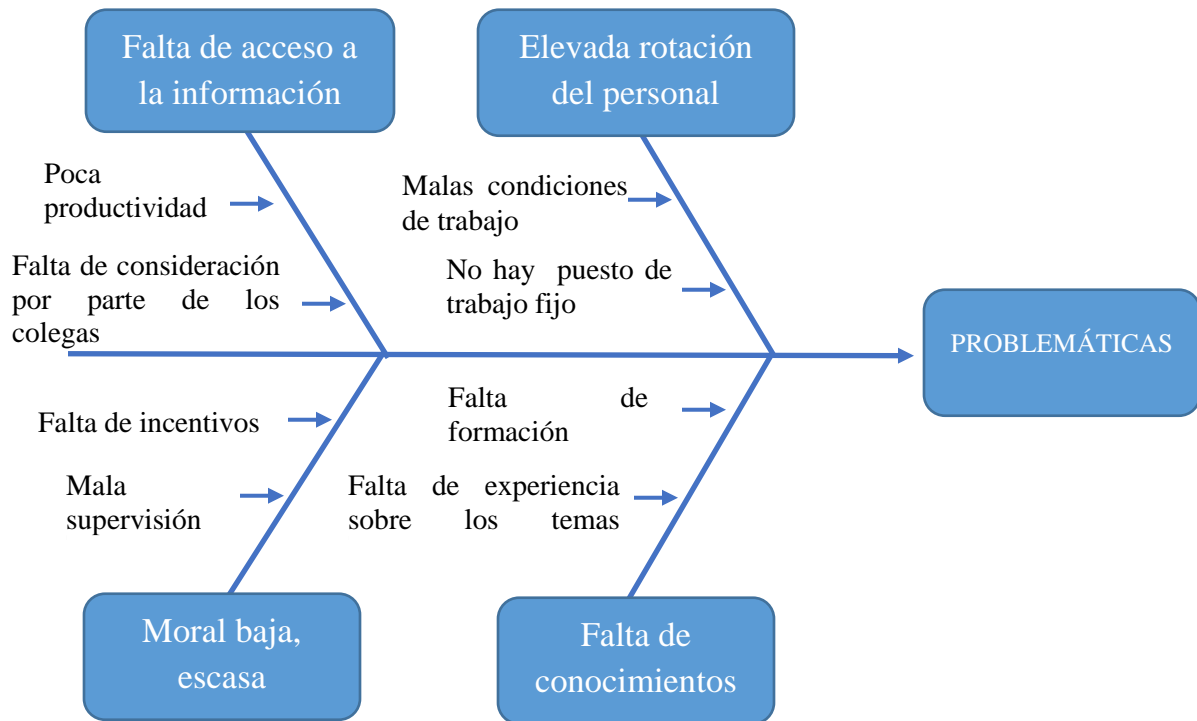 Falta de acceso a
la información
Elevada rotación
del personal
Poca
productividad
Malas condiciones
de trabajo
Falta de consideración
por parte de los
colegas
No hay puesto de
trabajo fijo
PROBLEMÁTICAS
Falta de incentivos
Falta de
formación
Mala
supervisión
Falta de experiencia
sobre los temas
Moral baja,
escasa
Falta de
conocimientos